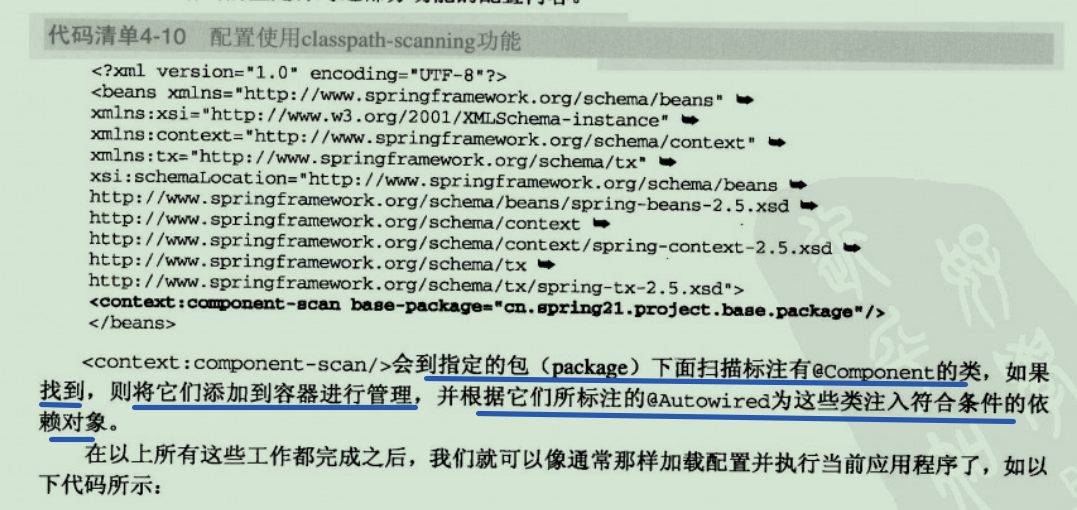 代码清单4-10 配置使用classpath-scanning功能
<?xml version="1.0" encoding="UTF-8"?>
<beans xmlns="http://www.springframework.org/schema/beans" ➥
xmlns:xsi="http://www.w3.org/2001/XMLSchema-instance" ➥
xmlns:context="http://www.springframework.org/schema/context" ➥
xmlns:tx="http://www.springframework.org/schema/tx" ➥
xsi:schemaLocation="http://www.springframework.org/schema/beans ➥
http://www.springframework.org/schema/beans/spring-beans-2.5.xsd ➥
http://www.springframework.org/schema/context ➥
http://www.springframework.org/schema/context/spring-context-2.5.xsd ➥
http://www.springframework.org/schema/tx ➥
http://www.springframework.org/schema/tx/spring-tx-2.5.xsd">
<context:component-scan base-package="cn.spring21.project.base.package"/>
</beans>
<context:component-scan/>会到指定的包（package）下面扫描标注有@Component的类，如果
找到，则将它们添加到容器进行管理，并根据它们所标注的@Autowired为这些类注入符合条件的依
赖对象。
在以上所有这些工作都完成之后，我们就可以像通常那样加载配置并执行当前应用程序了，如以
下代码所示：